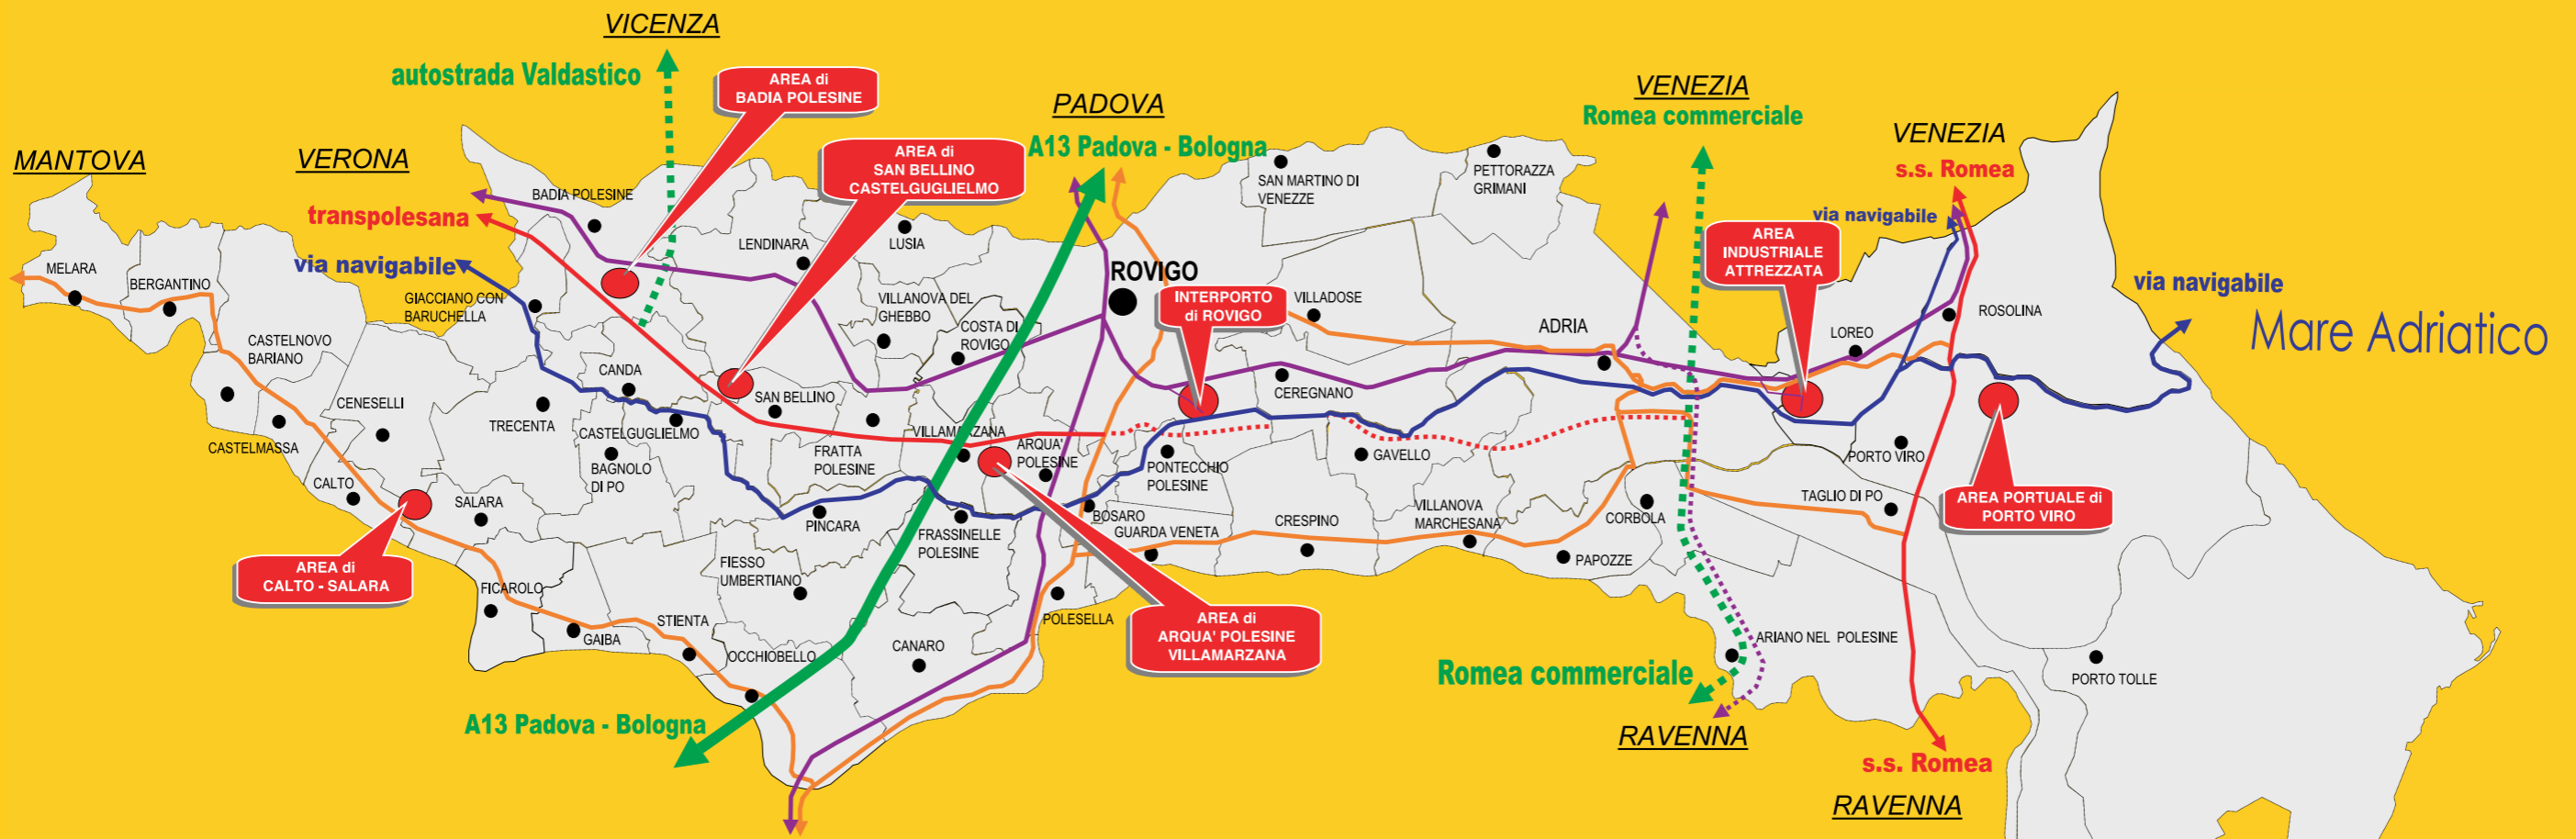 VICENZA
autostrada Valdastico
AREA di
BADIA POLESINE
PADOVA
A13 Padova - Bologna
VENEZIA
Romea commerciale
VENEZIA
s.s. Romea
via navigabile
MANTOVA
VERONA
transpolesana
via navigabile
AREA di
SAN BELLINO
CASTELGUGLIELMO
BADIA POLESINE
LENDINARA
LUSIA
SAN MARTINO DI
VENEZZE
PETTORAZZA
GRIMANI
AREA
INDUSTRIALE
ATTREZZATA
via navigabile
Mare Adriatico
MELARA
BERGANTINO
GIACCIANO CON
BARUCHELLA
VILLANOVA DEL
GHEBBO
COSTA DI
ROVIGO
ROVIGO
INTERPORTO
di ROVIGO
VILLADOSE
ADRIA
LOREO
ROSOLINA
CASTELNOVO
BARIANO
CENESELLI
CANDA
TRECENTA
SAN BELLINO
CEREGNANO
CASTELMASSA
CASTELGUGLIELMO
BAGNOLO
DI PO
FRATTA
POLESINE
VILLAMARZANA
ARQUA'
POLESINE
PONTECCHIO
POLESINE
GAVELLO
PORTO VIRO
CALTO
SALARA
PINCARA
FRASSINELLE
POLESINE
BOSARO
GUARDA VENETA
CRESPINO
VILLANOVA
MARCHESANA
CORBOLA
TAGLIO DI PO
AREA PORTUALE di
PORTO VIRO
AREA di
CALTO - SALARA
FICAROLO
FIESSO
UMBERTIANO
PAPOZZE
GAIBA
STIENTA
OCCHIOBELLO
CANARO
POLESELLA
AREA di
ARQUA' POLESINE
VILLAMARZANA
ARIANO NEL POLESINE
PORTO TOLLE
A13 Padova - Bologna
Romea commerciale
RAVENNA
s.s. Romea
RAVENNA